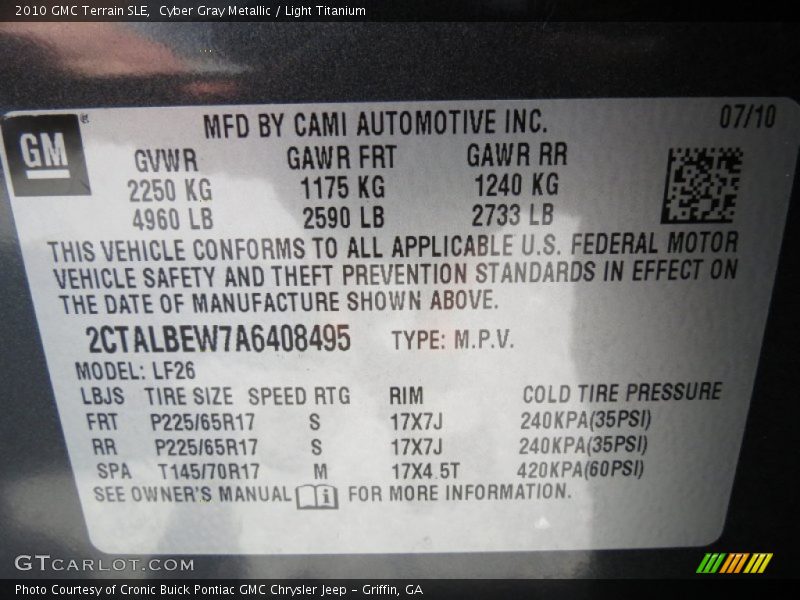 2010 GMC Terrain SLE, Cyber Gray Metallic / Light Titanium
GM®
MFD BY CAMI AUTOMOTIVE INC. 07/10
GVWR GAWR FRT GAWR RR
2250 KG 1175 KG 1240 KG
4960 LB 2590 LB 2733 LB
THIS VEHICLE CONFORMS TO ALL APPLICABLE U.S. FEDERAL MOTOR
VEHICLE SAFETY AND THEFT PREVENTION STANDARDS IN EFFECT ON
THE DATE OF MANUFACTURE SHOWN ABOVE.
2CTALBEW7A6408495 TYPE: M.P.V.
MODEL: LF26
LBJS TIRE SIZE SPEED RTG RIM COLD TIRE PRESSURE
FRT P225/65R17 S 17X7J 240KPA(35PSI)
RR P225/65R17 S 17X7J 240KPA(35PSI)
SPA T145/70R17 M 17X4.5T 420KPA(60PSI)
SEE OWNER'S MANUAL i FOR MORE INFORMATION.
GTCARLOT.COM
Photo Courtesy of Cronic Buick Pontiac GMC Chrysler Jeep - Griffin, GA